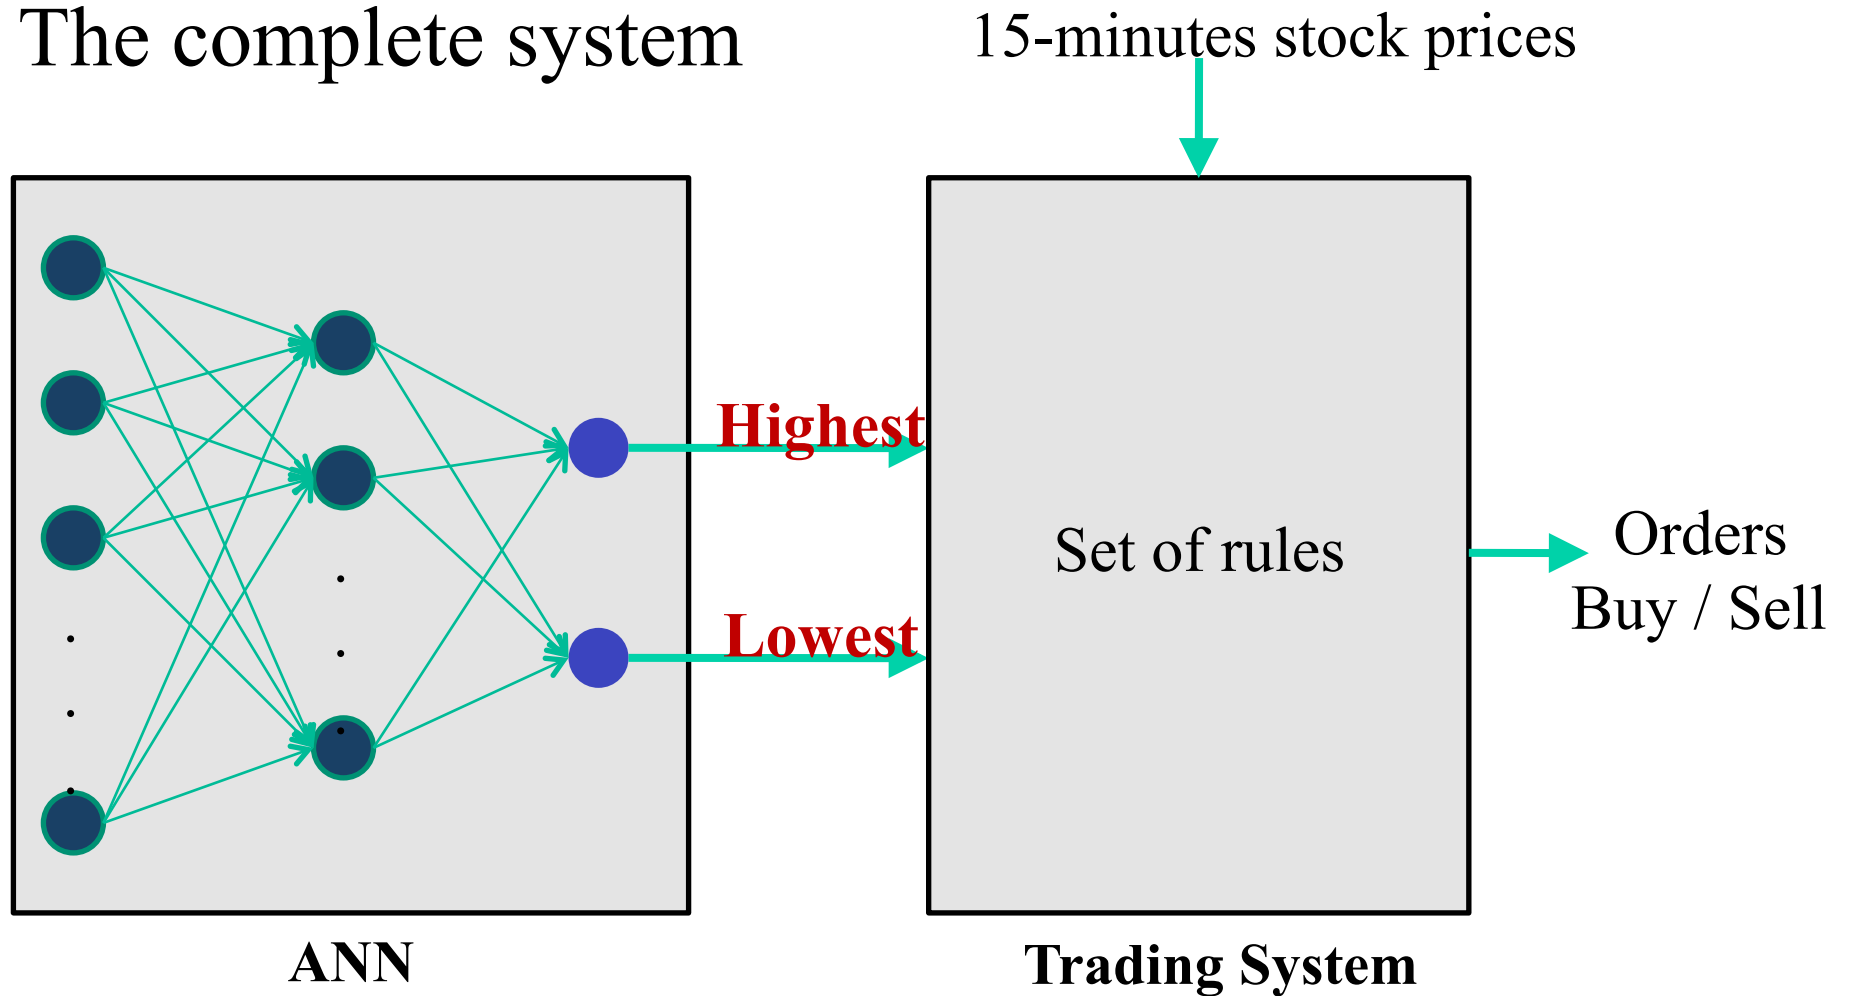 The complete system
15-minutes stock prices
Highest
Lowest
Set of rules
Orders
Buy / Sell
ANN
Trading System